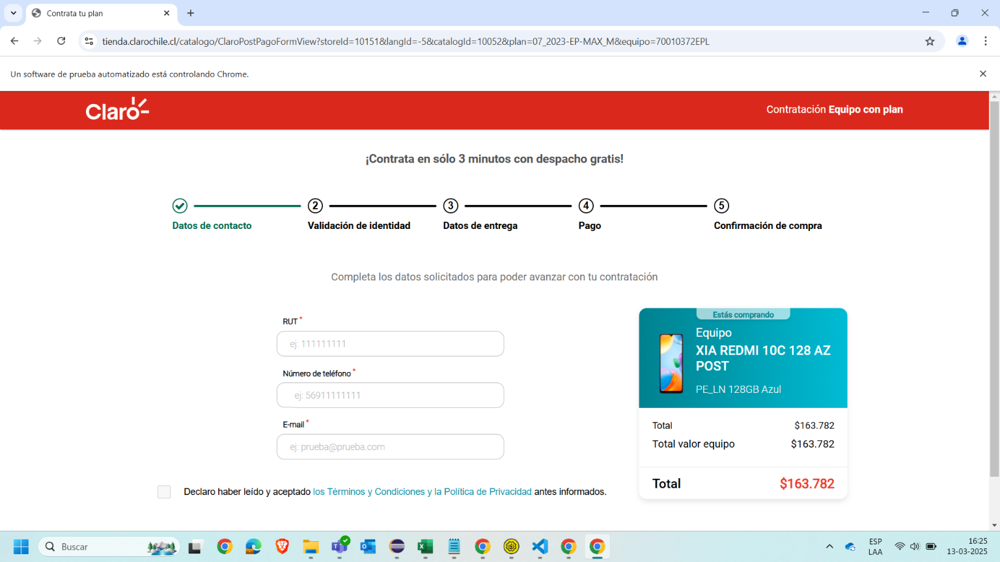 Contrata tu plan
tienda.clarochile.cl/catalogo/ClaroPostPagoFormView?storeId=10151&langId=-5&catalogId=10052&plan=07_2023-EP-MAX_M&equipo=70010372EPL
Un software de prueba automatizado está controlando Chrome.
Claro
Contratación Equipo con plan
¡Contrata en sólo 3 minutos con despacho gratis!
2 3 4 5
Datos de contacto
Validación de identidad
Datos de entrega
Pago
Confirmación de compra
Completa los datos solicitados para poder avanzar con tu contratación
RUT *
ej: 111111111
Número de teléfono *
ej: 56911111111
E-mail *
ej: prueba@prueba.com
Declaro haber leído y aceptado los Términos y Condiciones y la Política de Privacidad antes informados.
Estás comprando
Equipo
XIA REDMI 10C 128 AZ
POST
PE_LN 128GB Azul
Total $163.782
Total valor equipo $163.782
Total $163.782
Buscar
ESP
LAA
16:25
13-03-2025